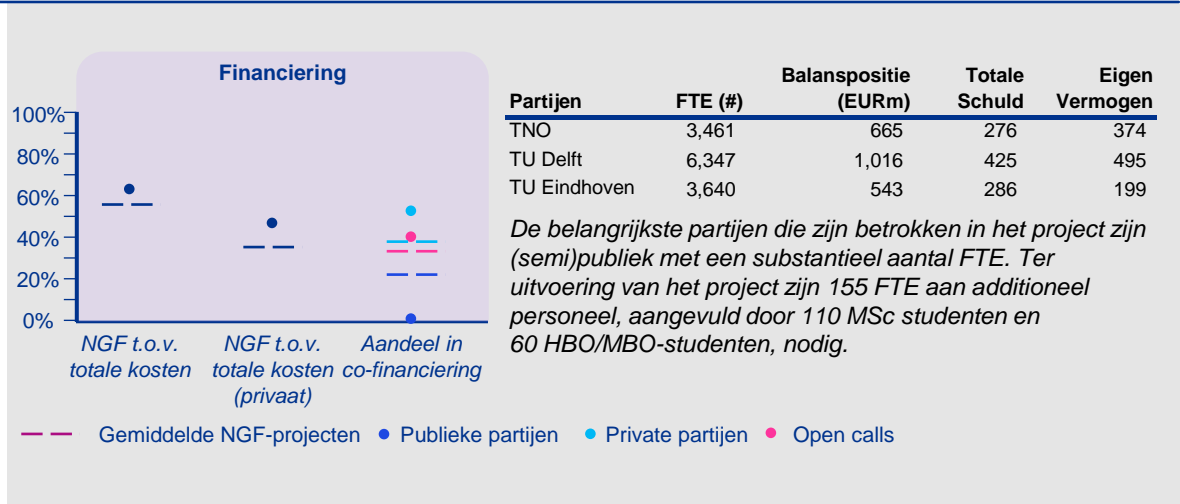 Financiering
100%
80%
60%
40%
20%
0%
NGF t.o.v. totale kosten
NGF t.o.v. totale kosten (privaat)
Aandeel in co-financiering
Gemiddelde NGF-projecten
Publieke partijen
Private partijen
Open calls
Partijen FTE (#) Balanspositie (EURm) Totale Schuld Eigen Vermogen
TNO 3,461 665 276 374
TU Delft 6,347 1,016 425 495
TU Eindhoven 3,640 543 286 199
De belangrijkste partijen die zijn betrokken in het project zijn
(semi)publiek met een substantieel aantal FTE. Ter
uitvoering van het project zijn 155 FTE aan additioneel
personeel, aangevuld door 110 MSc studenten en
60 HBO/MBO-studenten, nodig.